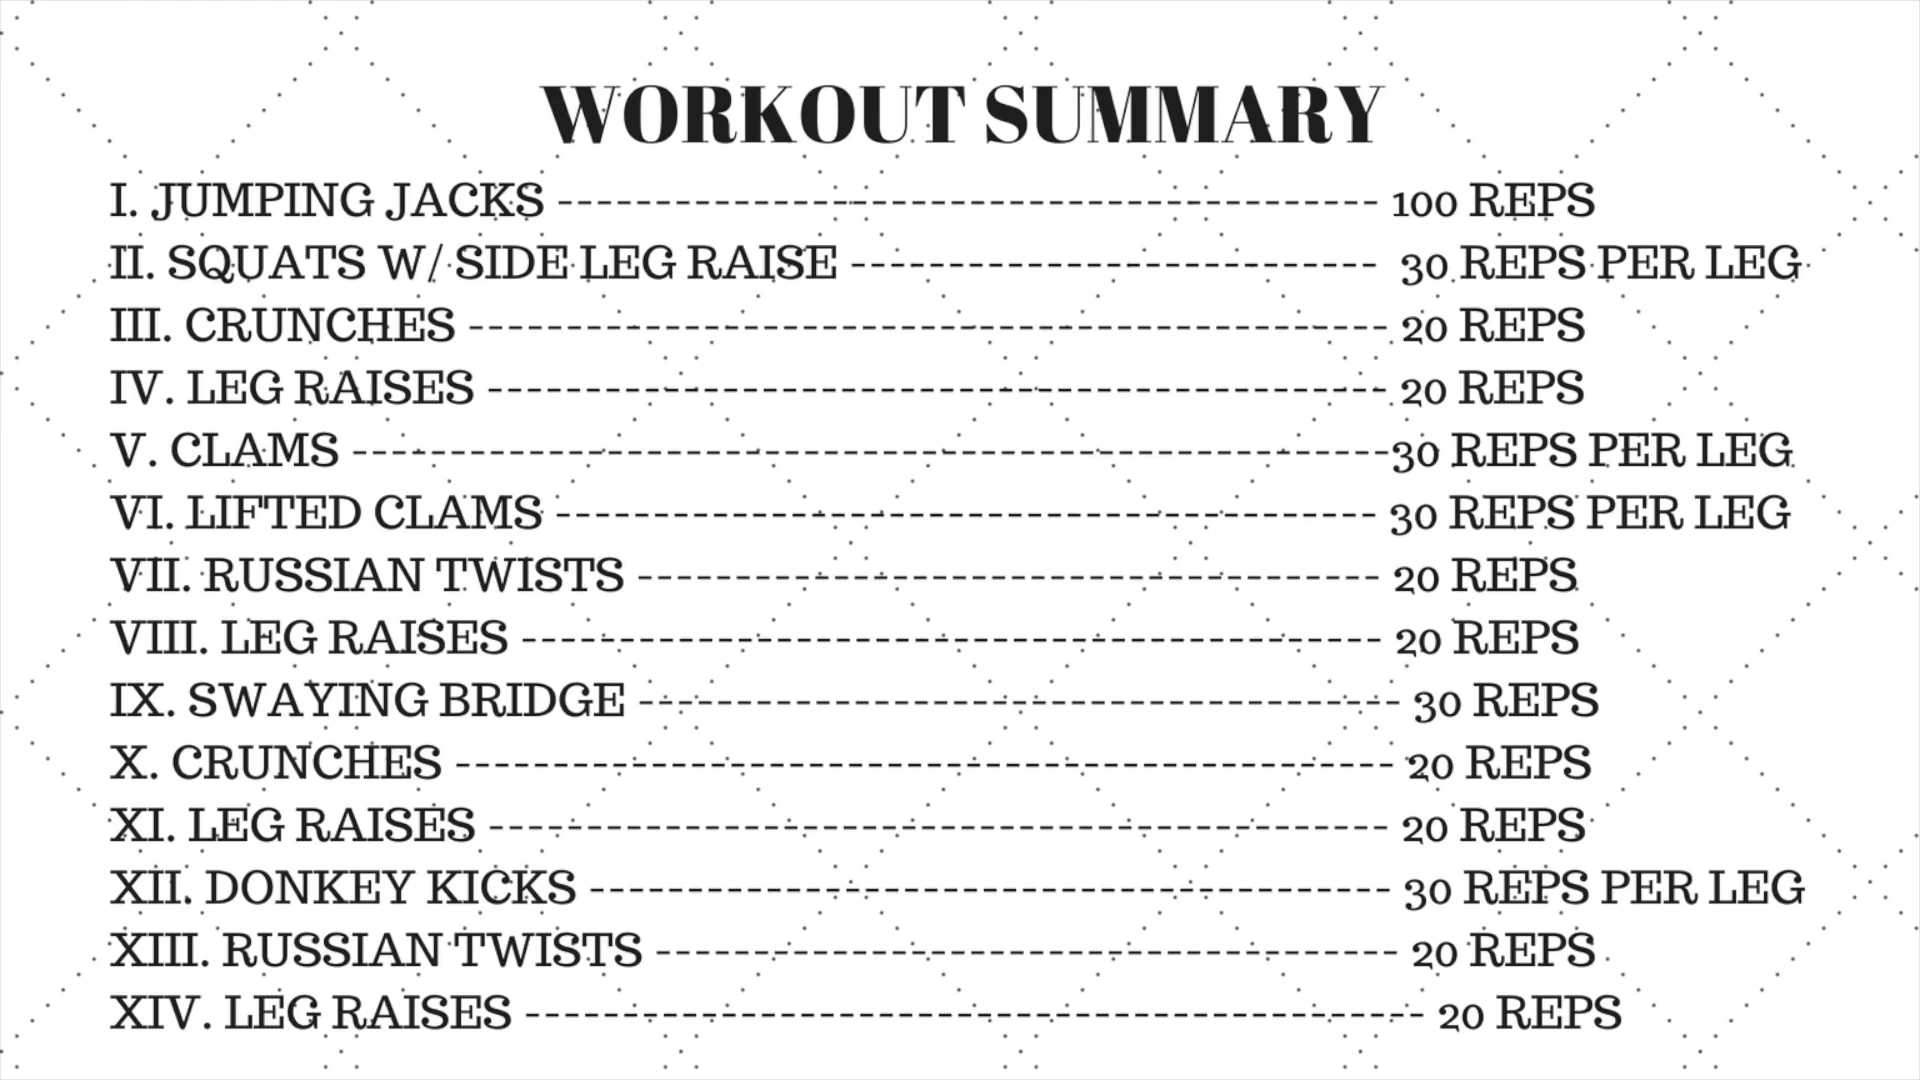 WORKOUT SUMMARY
I. JUMPING JACKS ------------------------------------------ 100 REPS
II. SQUATS W/ SIDE LEG RAISE --------------------------- 30 REPS PER LEG
III. CRUNCHES ----------------------------------------------- 20 REPS
IV. LEG RAISES ---------------------------------------------- 20 REPS
V. CLAMS -----------------------------------------------------30 REPS PER LEG
VI. LIFTED CLAMS ------------------------------------------ 30 REPS PER LEG
VII. RUSSIAN TWISTS -------------------------------------- 20 REPS
VIII. LEG RAISES -------------------------------------------- 20 REPS
IX. SWAYING BRIDGE --------------------------------------- 30 REPS
X. CRUNCHES ------------------------------------------------ 20 REPS
XI. LEG RAISES ---------------------------------------------- 20 REPS
XII. DONKEY KICKS ----------------------------------------- 30 REPS PER LEG
XIII. RUSSIAN TWISTS -------------------------------------- 20 REPS
XIV. LEG RAISES ---------------------------------------------- 20 REPS